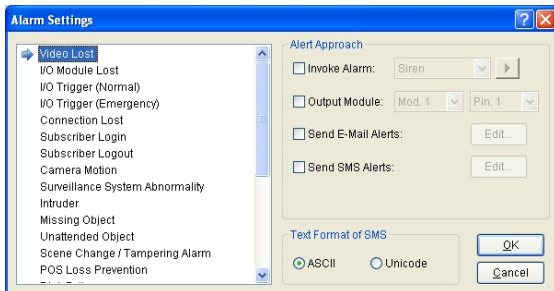 Alarm Settings
Video Lost
I/O Module Lost
I/O Trigger (Normal)
I/O Trigger (Emergency)
Connection Lost
Subscriber Login
Subscriber Logout
Camera Motion
Surveillance System Abnormality
Intruder
Missing Object
Unattended Object
Scene Change / Tampering Alarm
POS Loss Prevention
Alert Approach
Invoke Alarm: Siren
Output Module: Mod. 1 Pin. 1
Send E-Mail Alerts: Edit...
Send SMS Alerts: Edit...
Text Format of SMS
ASCII Unicode
OK
Cancel